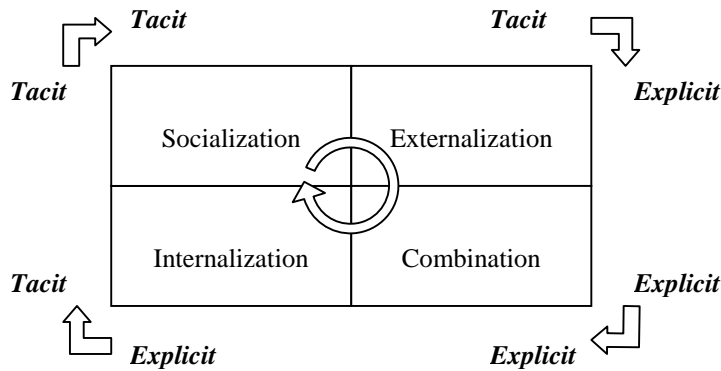 Tacit Tacit
Tacit Explicit
Socialization Externalization
Internalization Combination
Tacit Explicit
Explicit Explicit